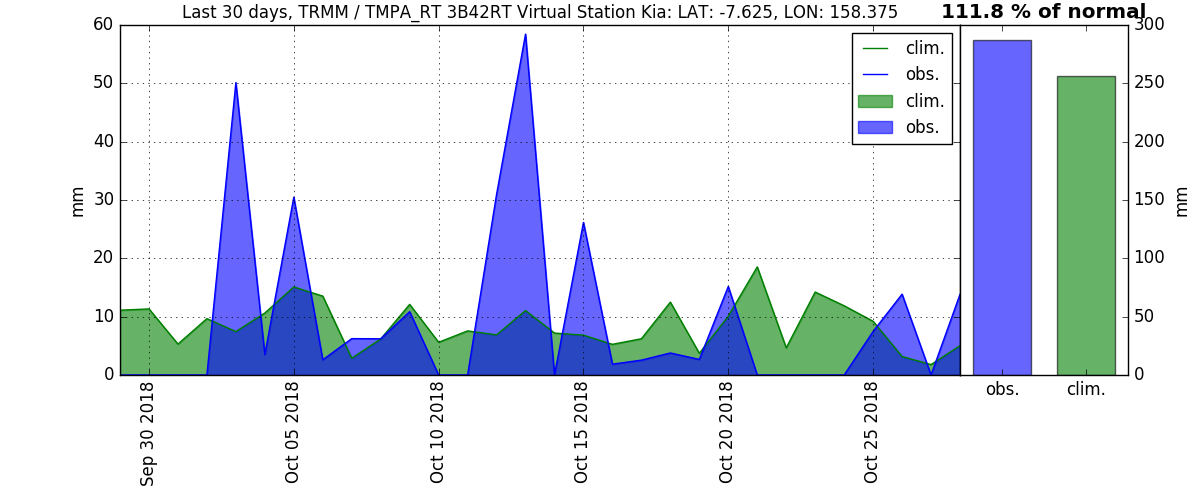 Last 30 days, TRMM / TMPA_RT 3B42RT Virtual Station Kia: LAT: -7.625, LON: 158.375
111.8 % of normal
60
50
40
30
20
10
0
mm
clim.
obs.
clim.
obs.
Sep 30 2018
Oct 05 2018
Oct 10 2018
Oct 15 2018
Oct 20 2018
Oct 25 2018
300
250
200
150
100
50
0
mm
obs.
clim.